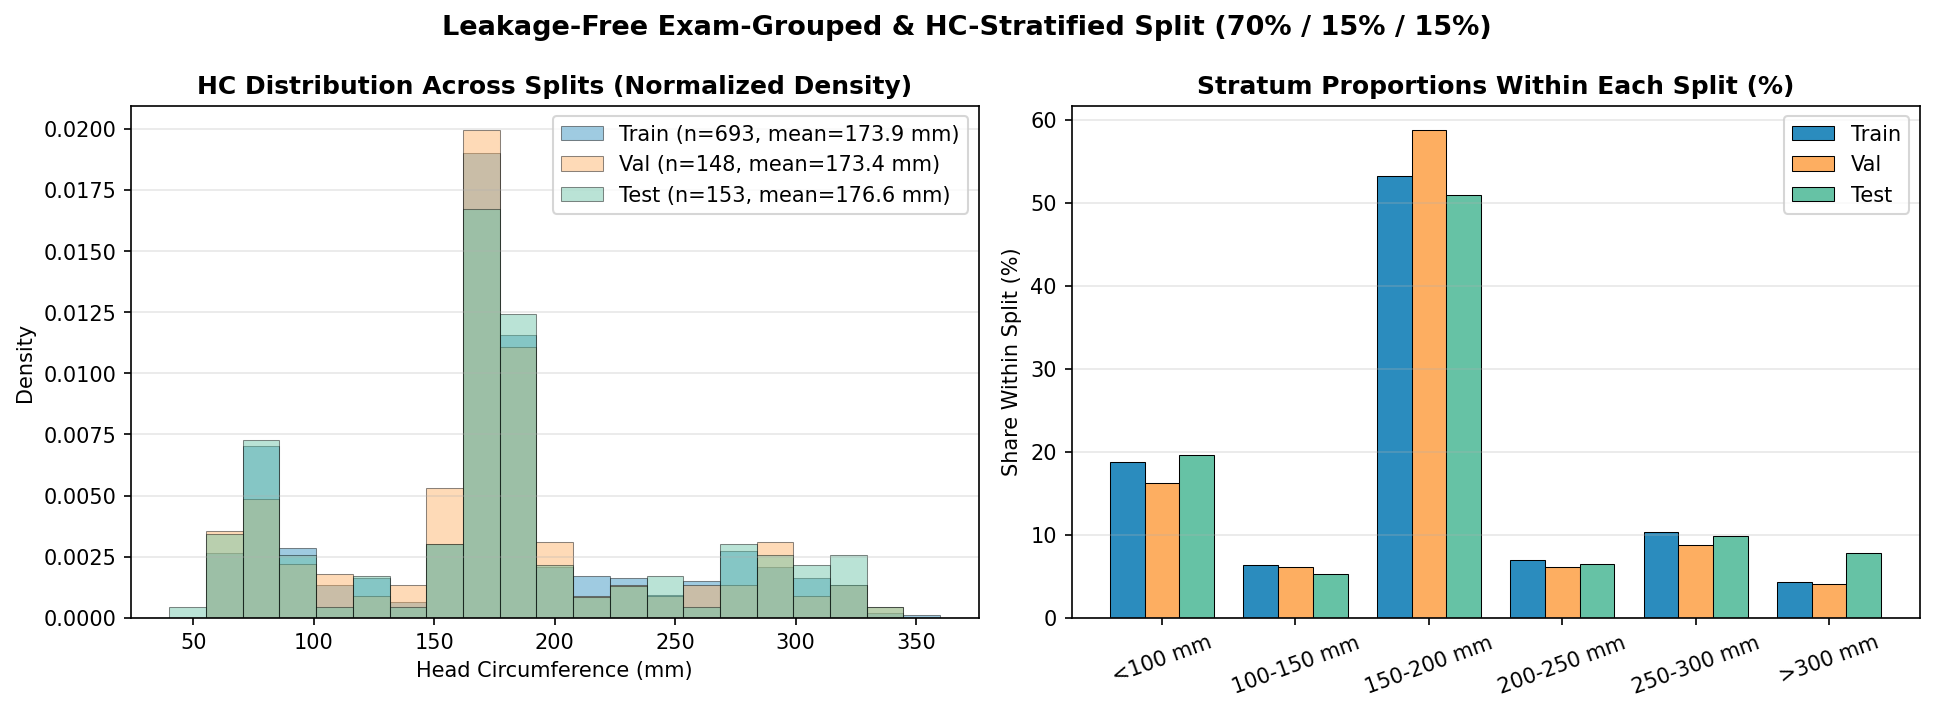 Leakage-Free Exam-Grouped & HC-Stratified Split (70% / 15% / 15%)
HC Distribution Across Splits (Normalized Density)
Train (n=693, mean=173.9 mm)
Val (n=148, mean=173.4 mm)
Test (n=153, mean=176.6 mm)
Density
0.0200
0.0175
0.0150
0.0125
0.0100
0.0075
0.0050
0.0025
0.0000
50 100 150 200 250 300 350
Head Circumference (mm)
Stratum Proportions Within Each Split (%)
Train
Val
Test
Share Within Split (%)
60
50
40
30
20
10
0
<100 mm 100-150 mm 150-200 mm 200-250 mm 250-300 mm >300 mm